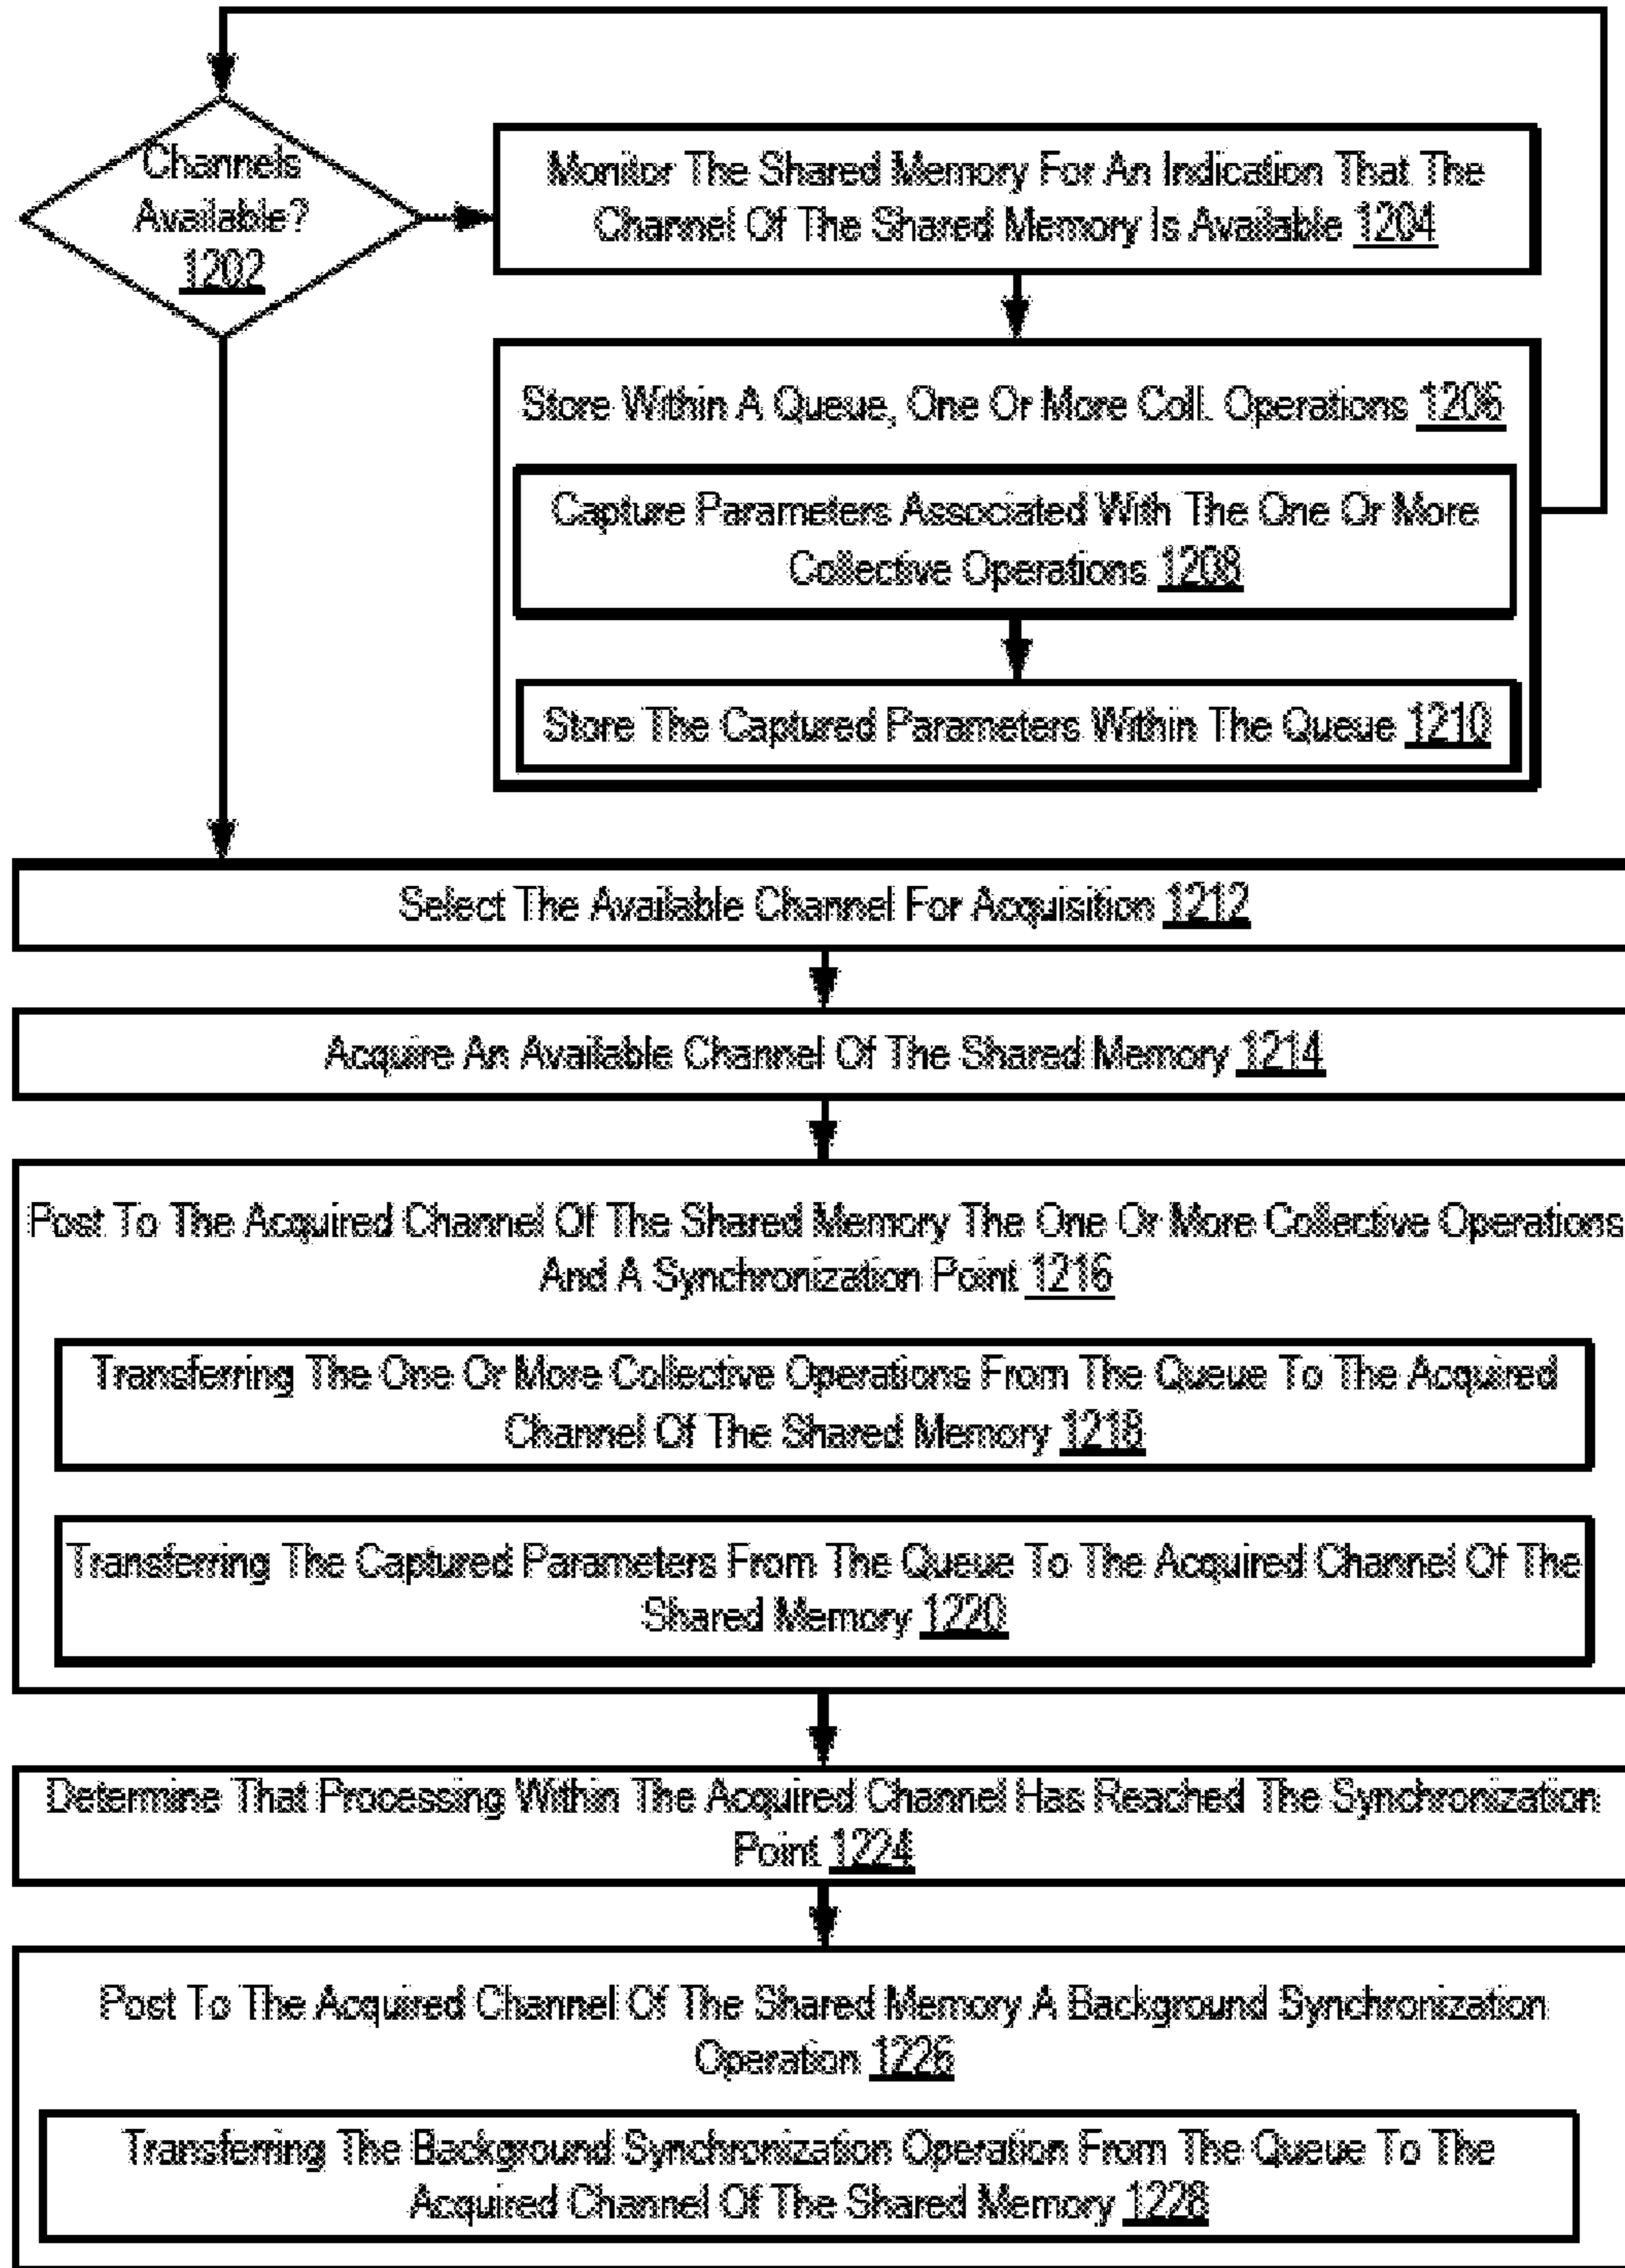 Channels
Available?
1202
Monitor The Shared Memory For An Indication That The
Channel Of The Shared Memory Is Available 1204
Store Within A Queue, One Or More Coll. Operations 1206
Capture Parameters Associated With The One Or More
Collective Operations 1208
Store The Captured Parameters Within The Queue 1210
Select The Available Channel For Acquisition 1212
Acquire An Available Channel Of The Shared Memory 1214
Post To The Acquired Channel Of The Shared Memory The One Or More Collective Operations
And A Synchronization Point 1216
Transferring The One Or More Collective Operations From The Queue To The Acquired
Channel Of The Shared Memory 1218
Transferring The Captured Parameters From The Queue To The Acquired Channel Of The
Shared Memory 1220
Determine That Processing Within The Acquired Channel Has Reached The Synchronization
Point 1224
Post To The Acquired Channel Of The Shared Memory A Background Synchronization
Operation 1226
Transferring The Background Synchronization Operation From The Queue To The
Acquired Channel Of The Shared Memory 1228